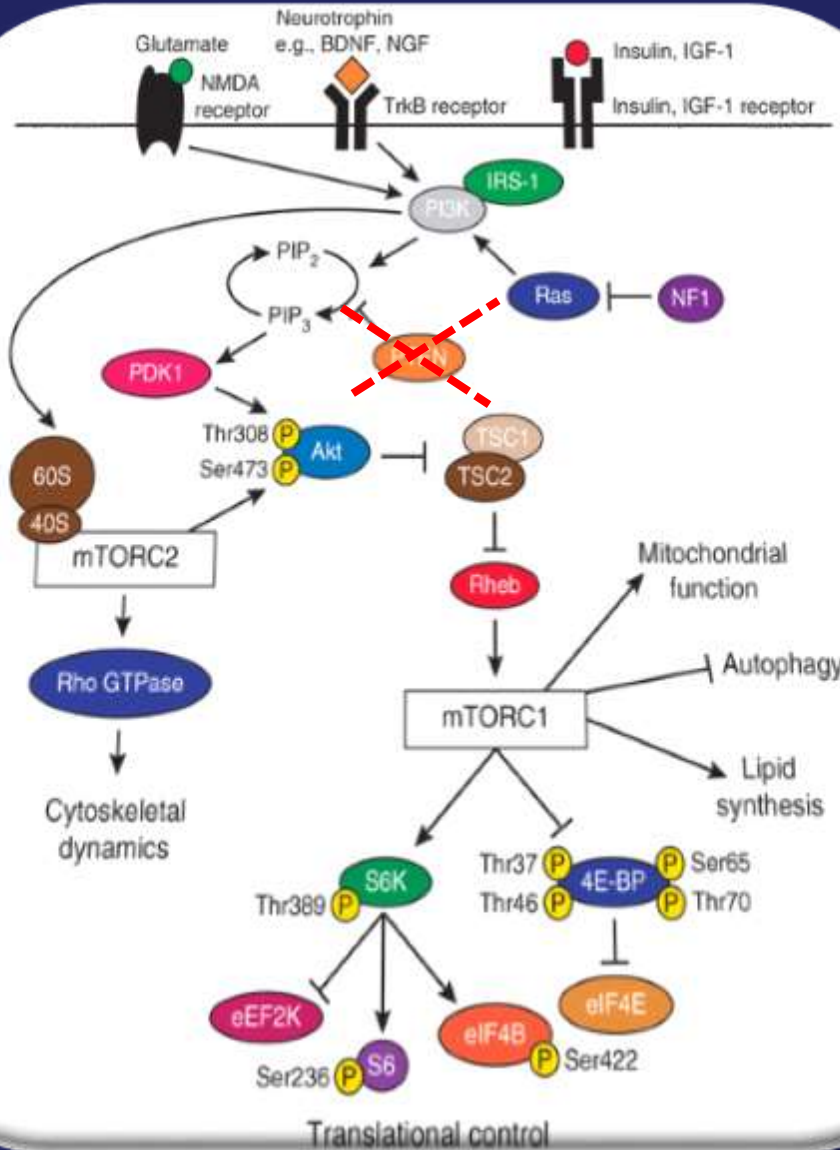 Neurotrophin
Glutamate
e.g., BDNF, NGF
Insulin, IGF-1
NMDA
receptor
TrkB receptor
Insulin, IGF-1 receptor
IRS-1
PI3K
PIP2
Ras
NF1
PIP3
PDK1
Thr308 P
Akt
TSC1
Ser473 P
TSC2
60S
40S
mTORC2
Rheb
Mitochondrial
function
Rho GTPase
Autophagy
mTORC1
Lipid
synthesis
Cytoskeletal
dynamics
S6K
Thr389 P
Thr37 P
4E-BP
P Ser65
Thr46 P
P Thr70
eEF2K
eIF4E
eIF4B
P Ser422
Ser236 P
S6
Translational control